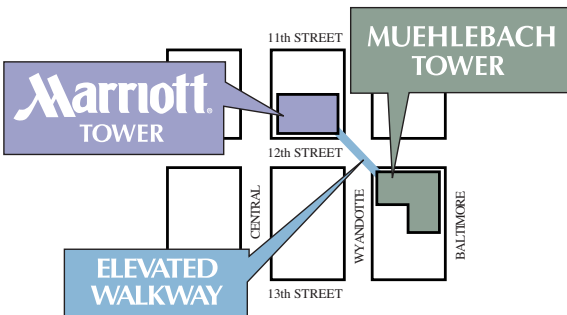 11th STREET
MUEHLEBACH
TOWER
Marriott®
TOWER
12th STREET
CENTRAL
WYANDOTTE
BALTIMORE
ELEVATED
WALKWAY
13th STREET